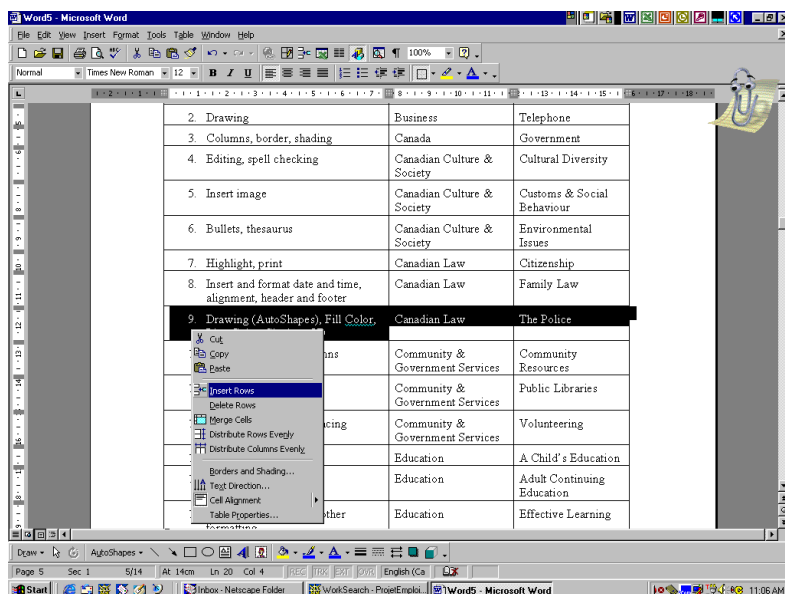 Word5 - Microsoft Word
File Edit View Insert Format Tools Table Window Help
100%
Normal Times New Roman 12 B I U
2. Drawing Business Telephone
3. Columns, border, shading Canada Government
4. Editing, spell checking Canadian Culture & Society Cultural Diversity
5. Insert image Canadian Culture & Society Customs & Social Behaviour
6. Bullets, thesaurus Canadian Culture & Society Environmental Issues
7. Highlight, print Canadian Law Citizenship
8. Insert and format date and time, alignment, header and footer Canadian Law Family Law
9. Drawing (AutoShapes), Fill Color, Canadian Law The Police
Community & Government Services Community Resources
Community & Government Services Public Libraries
Community & Government Services Volunteering
Education A Child's Education
Education Adult Continuing Education
Education Effective Learning
formatting
Cut
Copy
Paste
Insert Rows
Delete Rows
Merge Cells
Distribute Rows Evenly
Distribute Columns Evenly
Borders and Shading...
Text Direction...
Cell Alignment
Table Properties...
Draw AutoShapes
Page 5 Sec 1 5/14 At 14cm Ln 20 Col 4 REC TRK EXT OVR English (Ca
Start Inbox - Netscape Folder WorkSearch - ProjetEmploi... Word5 - Microsoft Word 11:06 AM